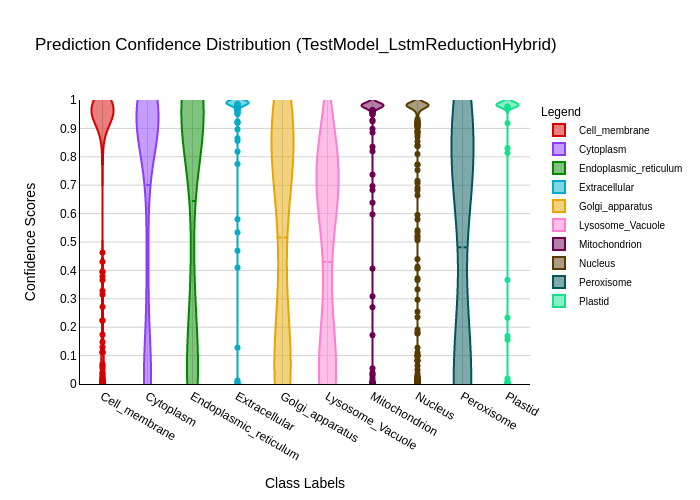 Prediction Confidence Distribution (TestModel_LstmReductionHybrid)
Confidence Scores
1
0.9
0.8
0.7
0.6
0.5
0.4
0.3
0.2
0.1
0
Cell_membrane
Cytoplasm
Endoplasmic_reticulum
Extracellular
Golgi_apparatus
Lysosome_Vacuole
Mitochondrion
Nucleus
Peroxisome
Plastid
Class Labels
Legend
Cell_membrane
Cytoplasm
Endoplasmic_reticulum
Extracellular
Golgi_apparatus
Lysosome_Vacuole
Mitochondrion
Nucleus
Peroxisome
Plastid